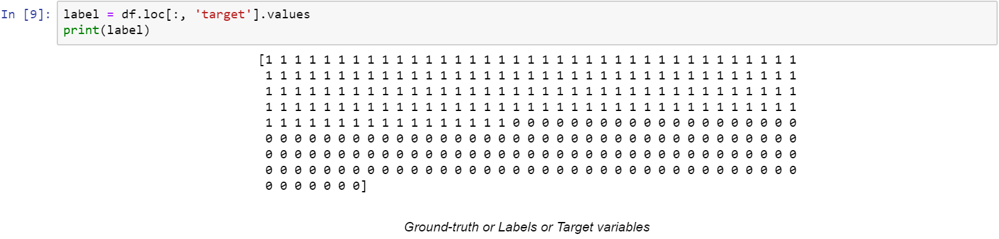 In [9]: label = df.loc[:, 'target'].values
print(label)
[1 1 1 1 1 1 1 1 1 1 1 1 1 1 1 1 1 1 1 1 1 1 1 1 1 1 1 1 1 1 1 1 1 1 1 1 1
1 1 1 1 1 1 1 1 1 1 1 1 1 1 1 1 1 1 1 1 1 1 1 1 1 1 1 1 1 1 1 1 1 1 1 1 1
1 1 1 1 1 1 1 1 1 1 1 1 1 1 1 1 1 1 1 1 1 1 1 1 1 1 1 1 1 1 1 1 1 1 1 1 1
1 1 1 1 1 1 1 1 1 1 1 1 1 1 1 1 1 1 1 1 1 1 1 1 1 1 1 1 1 1 1 1 1 1 1 1 1
1 1 1 1 1 1 1 1 1 1 1 1 1 1 1 1 1 0 0 0 0 0 0 0 0 0 0 0 0 0 0 0 0 0 0 0 0
0 0 0 0 0 0 0 0 0 0 0 0 0 0 0 0 0 0 0 0 0 0 0 0 0 0 0 0 0 0 0 0 0 0 0 0 0
0 0 0 0 0 0 0 0 0 0 0 0 0 0 0 0 0 0 0 0 0 0 0 0 0 0 0 0 0 0 0 0 0 0 0 0 0
0 0 0 0 0 0 0 0 0 0 0 0 0 0 0 0 0 0 0 0 0 0 0 0 0 0 0 0 0 0 0 0 0 0 0 0 0
0 0 0 0 0 0 0]
Ground-truth or Labels or Target variables